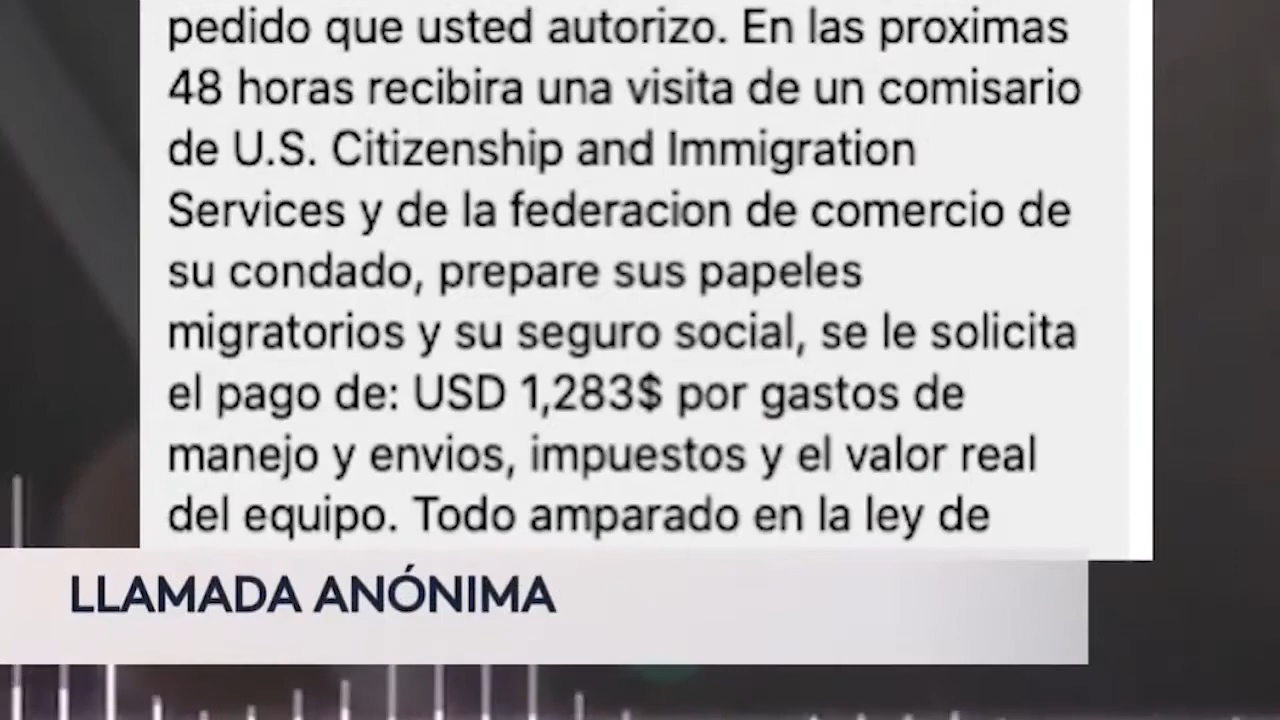 pedido que usted autorizo. En las proximas
48 horas recibira una visita de un comisario
de U.S. Citizenship and Immigration
Services y de la federacion de comercio de
su condado, prepare sus papeles
migratorios y su seguro social, se le solicita
el pago de: USD 1,283$ por gastos de
manejo y envios, impuestos y el valor real
del equipo. Todo amparado en la ley de
LLAMADA ANÓNIMA